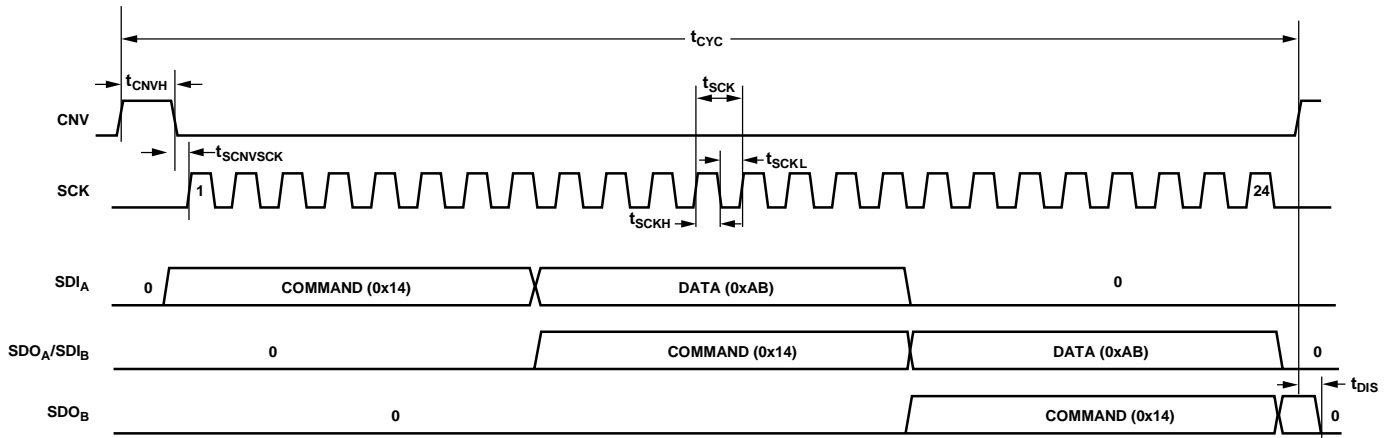 tCYC
tCNVH
tSCK
CNV
tSCNVSCK
tSCKL
SCK
1
24
tSCKH
SDIA
0
COMMAND (0x14)
DATA (0xAB)
0
SDOA/SDIB
0
COMMAND (0x14)
DATA (0xAB)
0
tDIS
SDOB
0
COMMAND (0x14)
0